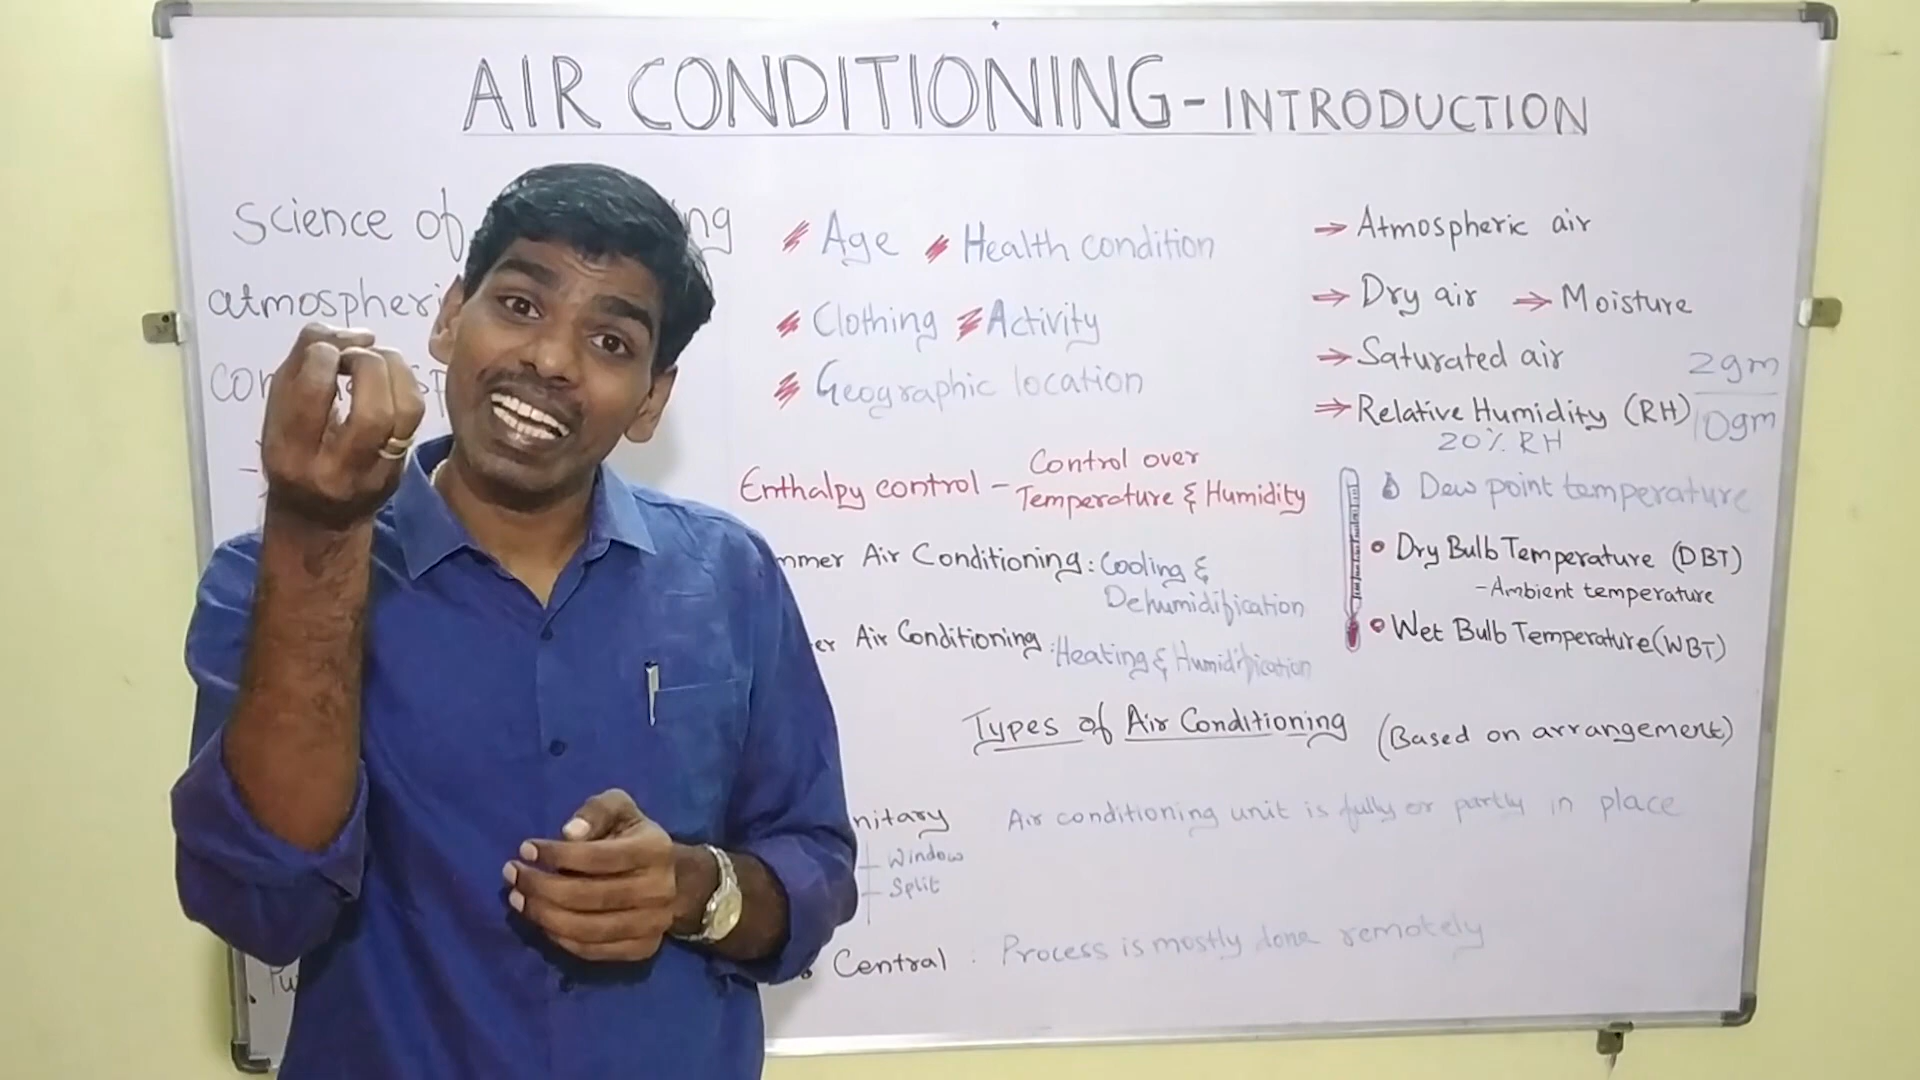 AIR CONDITIONING - INTRODUCTION
Science of
atmospheri
Age Health condition
Clothing Activity
Geographic location
Enthalpy control - Control over
Temperature & Humidity
mmer Air Conditioning: Cooling &
Dehumidification
er Air Conditioning: Heating & Humidification
→ Atmospheric air
→ Dry air → Moisture
→ Saturated air
→ Relative Humidity (RH) 2gm
10gm
20% RH
Dew point temperature
Dry Bulb Temperature (DBT)
- Ambient temperature
Wet Bulb Temperature (WBT)
Types of Air Conditioning (Based on arrangement)
nitary Air conditioning unit is fully or partly in place
- Window
- Split
Central : Process is mostly done remotely